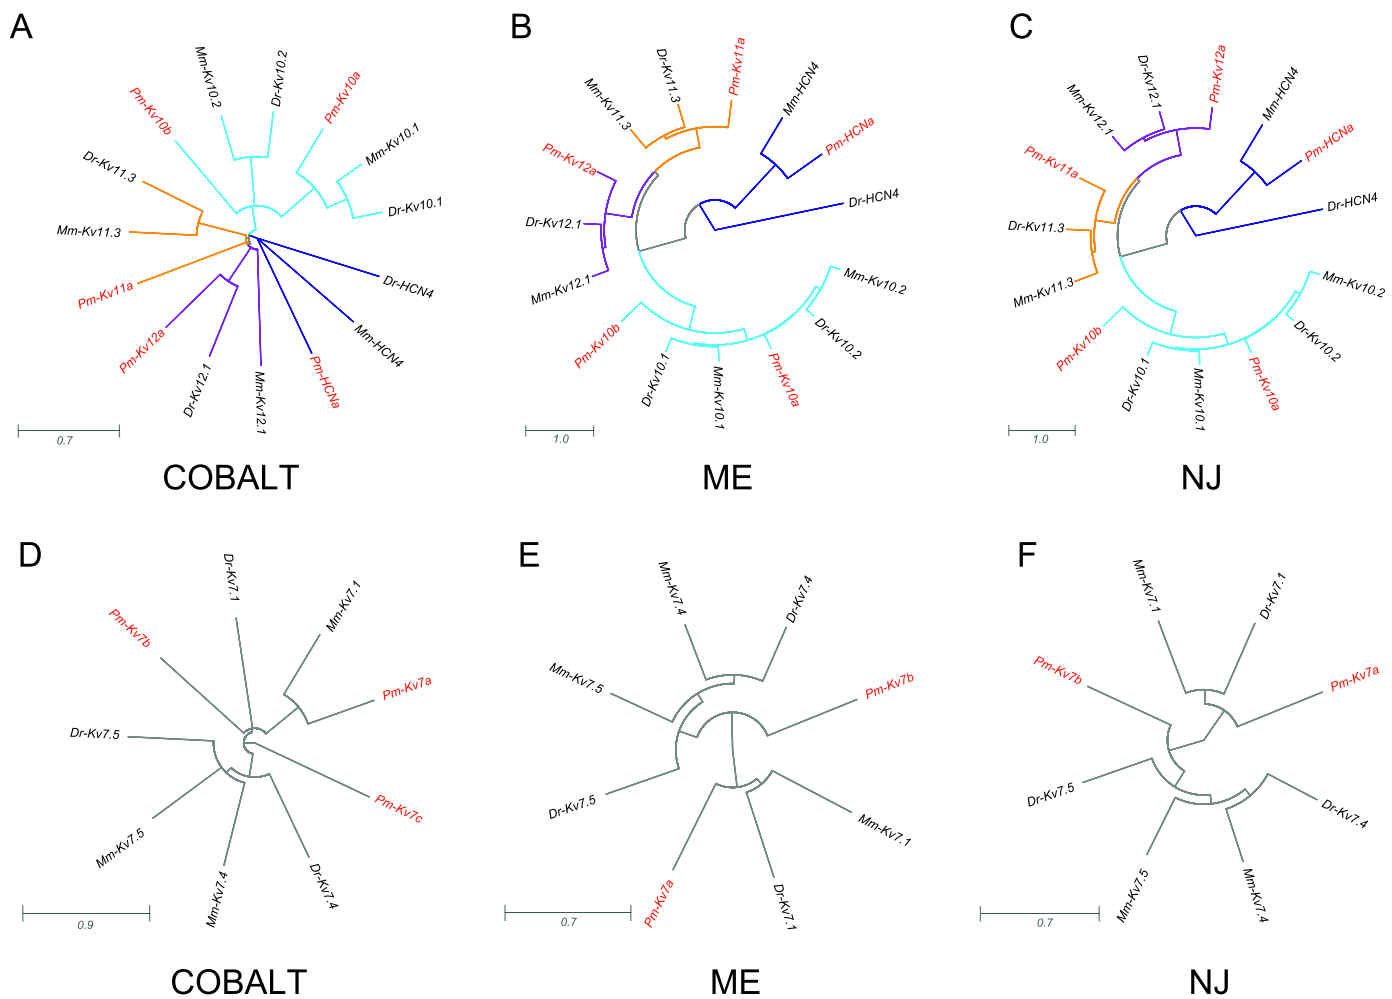 A
Mm-Kv10.2
Dr-Kv10.2
Pm-Kv10a
Pm-Kv10b
Mm-Kv10.1
Dr-Kv11.3
Dr-Kv10.1
Mm-Kv11.3
Pm-Kv11a
Dr-HCN4
Pm-Kv12a
Mm-HCN4
Dr-Kv12.1
Mm-Kv12.1
Pm-HCNa
0.7
COBALT
B
Dr-Kv11.3
Pm-Kv11a
Mm-HCN4
Mm-Kv11.3
Pm-HCNa
Pm-Kv12a
Dr-HCN4
Dr-Kv12.1
Mm-Kv12.1
Mm-Kv10.2
Pm-Kv10b
Dr-Kv10.2
Dr-Kv10.1
Mm-Kv10.1
Pm-Kv10a
1.0
ME
C
Dr-Kv12.1
Pm-Kv12a
Mm-HCN4
Mm-Kv12.1
Pm-HCNa
Pm-Kv11a
Dr-HCN4
Dr-Kv11.3
Mm-Kv11.3
Mm-Kv10.2
Pm-Kv10b
Dr-Kv10.2
Dr-Kv10.1
Mm-Kv10.1
Pm-Kv10a
1.0
NJ
D
Dr-Kv7.1
Mm-Kv7.1
Pm-Kv7b
Pm-Kv7a
Dr-Kv7.5
Pm-Kv7c
Mm-Kv7.5
Mm-Kv7.4
Dr-Kv7.4
0.9
COBALT
E
Mm-Kv7.4
Dr-Kv7.4
Mm-Kv7.5
Pm-Kv7b
Dr-Kv7.5
Mm-Kv7.1
Pm-Kv7a
Dr-Kv7.1
0.7
ME
F
Mm-Kv7.1
Dr-Kv7.1
Pm-Kv7b
Pm-Kv7a
Dr-Kv7.5
Dr-Kv7.4
Mm-Kv7.5
Mm-Kv7.4
0.7
NJ